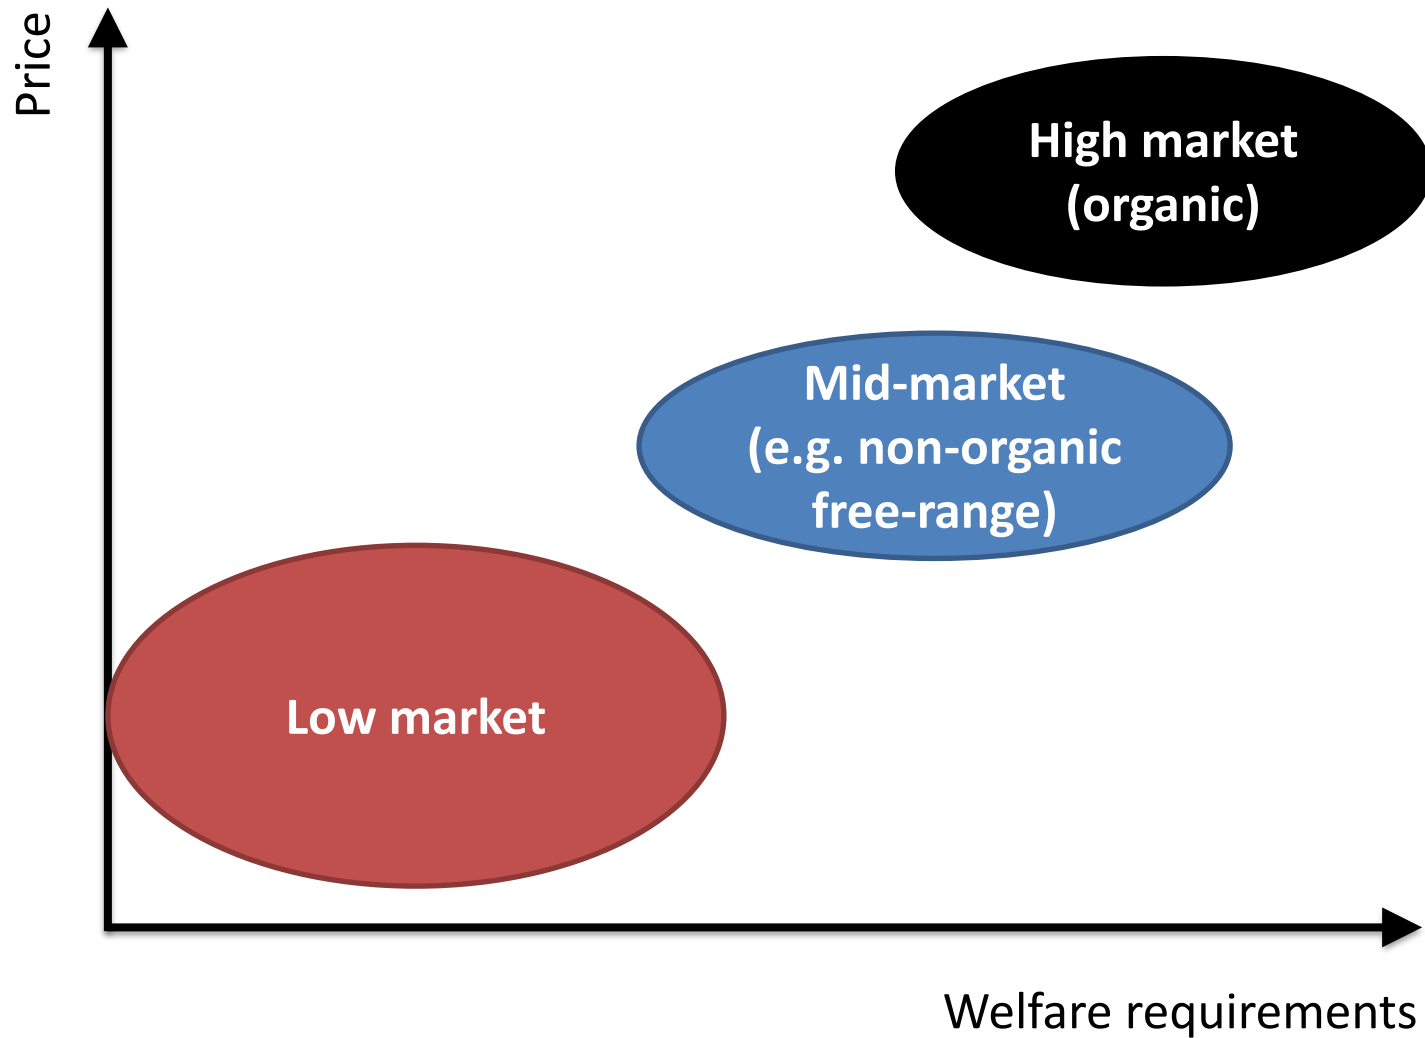 Price
High market
(organic)
Mid-market
(e.g. non-organic
free-range)
Low market
Welfare requirements